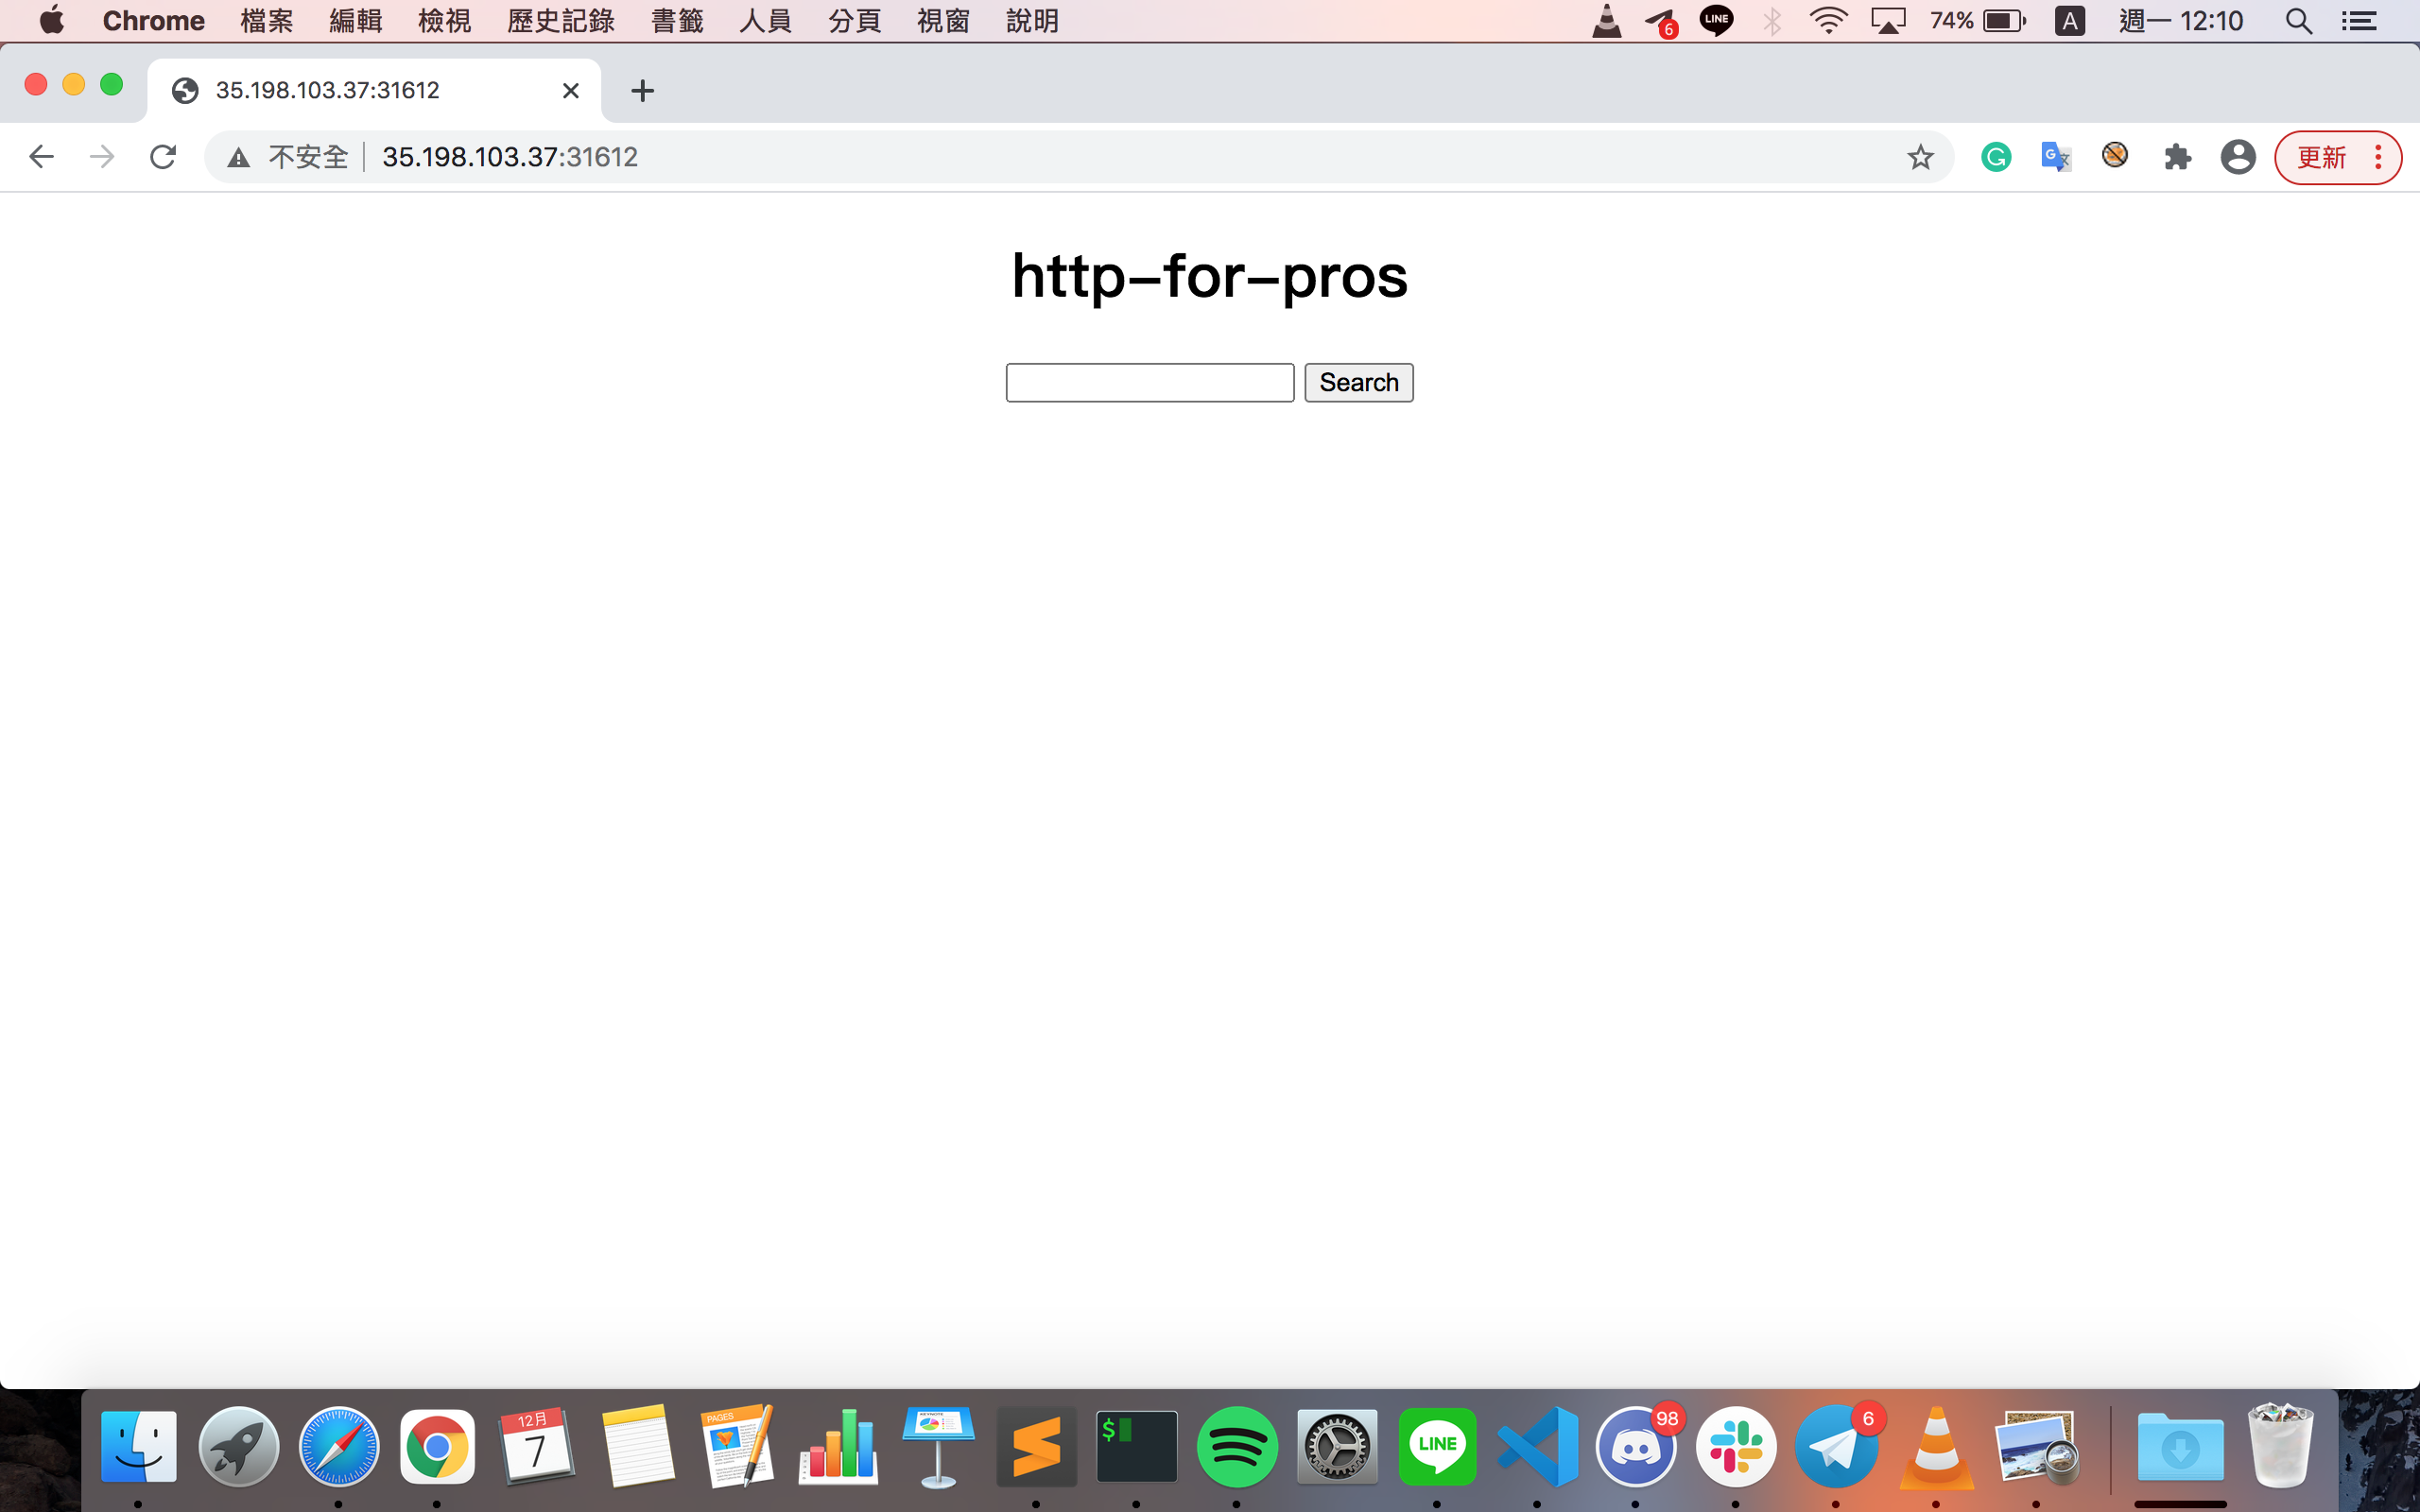 Chrome 檔案 編輯 檢視 歷史記錄 書籤 人員 分頁 視窗 說明 6 LINE 74% A 週一 12:10
35.198.103.37:31612
不安全 35.198.103.37:31612 更新
http-for-pros
Search
12月
7
PAGES
KEYNOTE
$
LINE
98
6